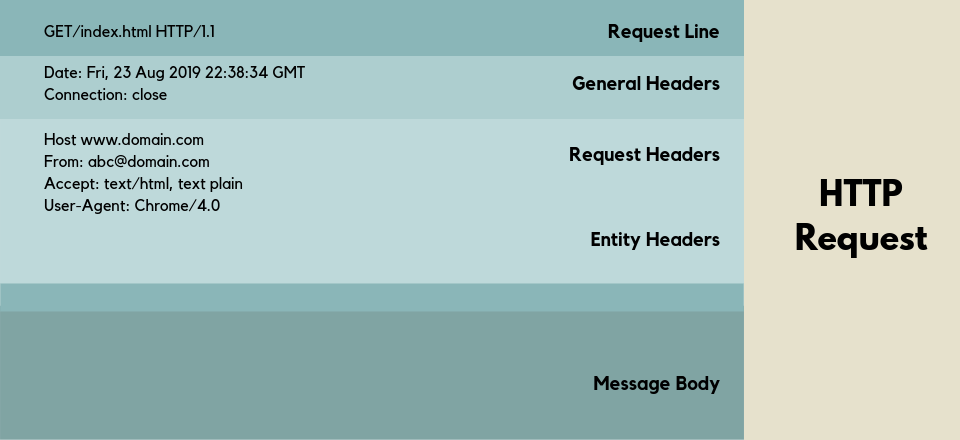 GET/index.html HTTP/1.1
Request Line
Date: Fri, 23 Aug 2019 22:38:34 GMT
Connection: close
General Headers
Host www.domain.com
From: abc@domain.com
Accept: text/html, text plain
User-Agent: Chrome/4.0
Request Headers
Entity Headers
Message Body
HTTP
Request